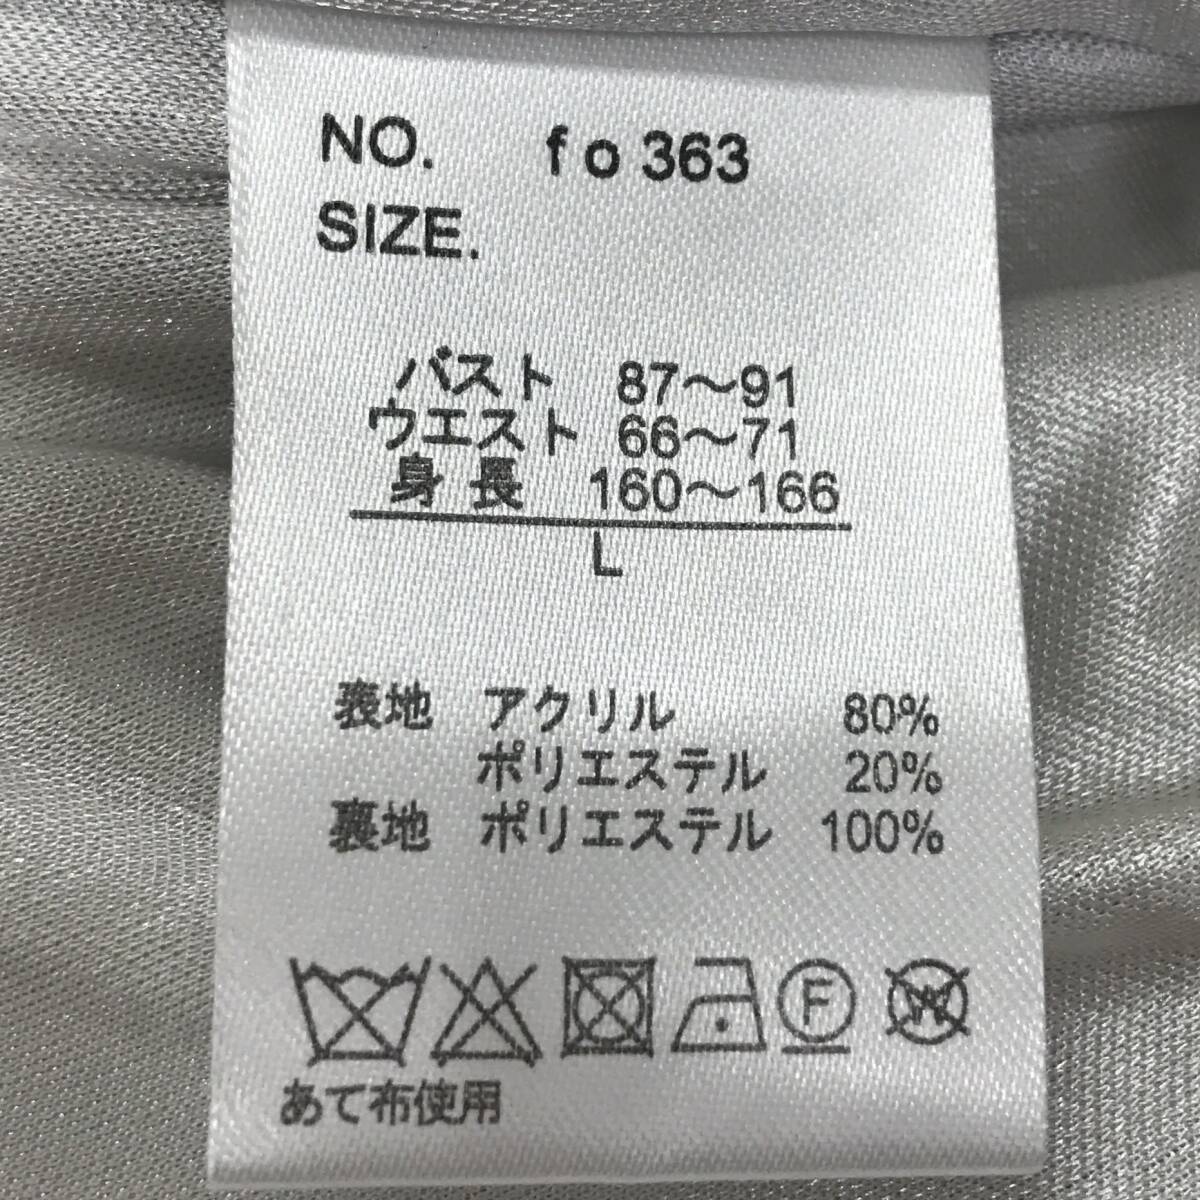 NO. fo363
SIZE.
バスト 87～91
ウエスト 66～71
身長 160～166
L
表地 アクリル 80%
ポリエステル 20%
裏地 ポリエステル 100%
F W
あて布使用